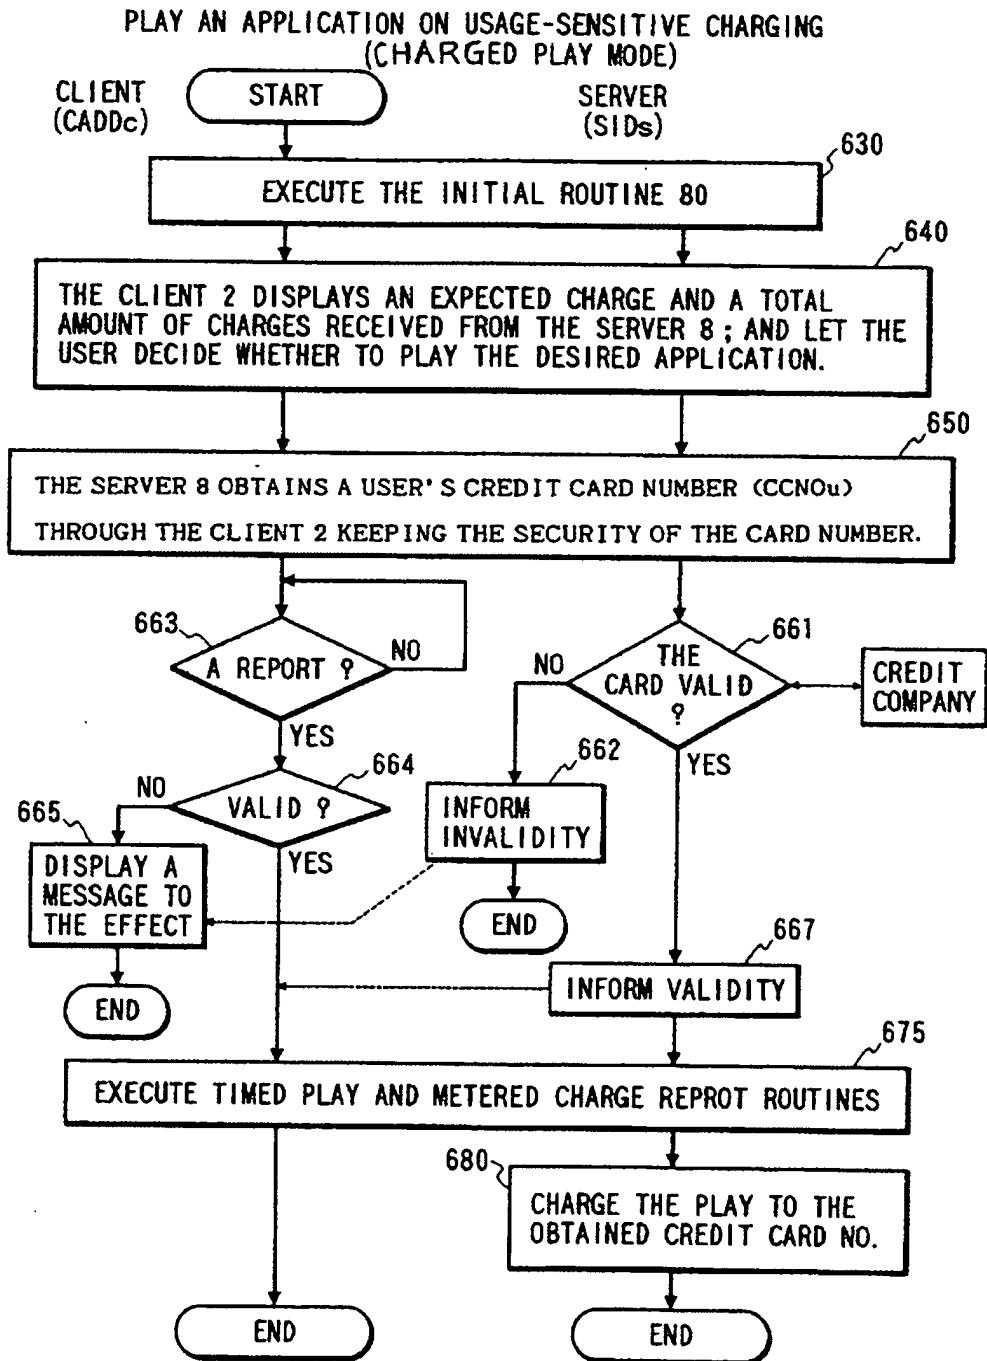 PLAY AN APPLICATION ON USAGE-SENSITIVE CHARGING
(CHARGED PLAY MODE)
CLIENT
(CADDc)
START
SERVER
(SIDs)
630
EXECUTE THE INITIAL ROUTINE 80
640
THE CLIENT 2 DISPLAYS AN EXPECTED CHARGE AND A TOTAL
AMOUNT OF CHARGES RECEIVED FROM THE SERVER 8 ; AND LET THE
USER DECIDE WHETHER TO PLAY THE DESIRED APPLICATION.
650
THE SERVER 8 OBTAINS A USER'S CREDIT CARD NUMBER (CCNOu)
THROUGH THE CLIENT 2 KEEPING THE SECURITY OF THE CARD NUMBER.
663
A REPORT ?
NO
YES
661
THE
CARD VALID
?
NO
YES
CREDIT
COMPANY
664
VALID ?
NO
YES
662
INFORM
INVALIDITY
END
665
DISPLAY A
MESSAGE TO
THE EFFECT
END
667
INFORM VALIDITY
675
EXECUTE TIMED PLAY AND METERED CHARGE REPROT ROUTINES
680
CHARGE THE PLAY TO THE
OBTAINED CREDIT CARD NO.
END
END